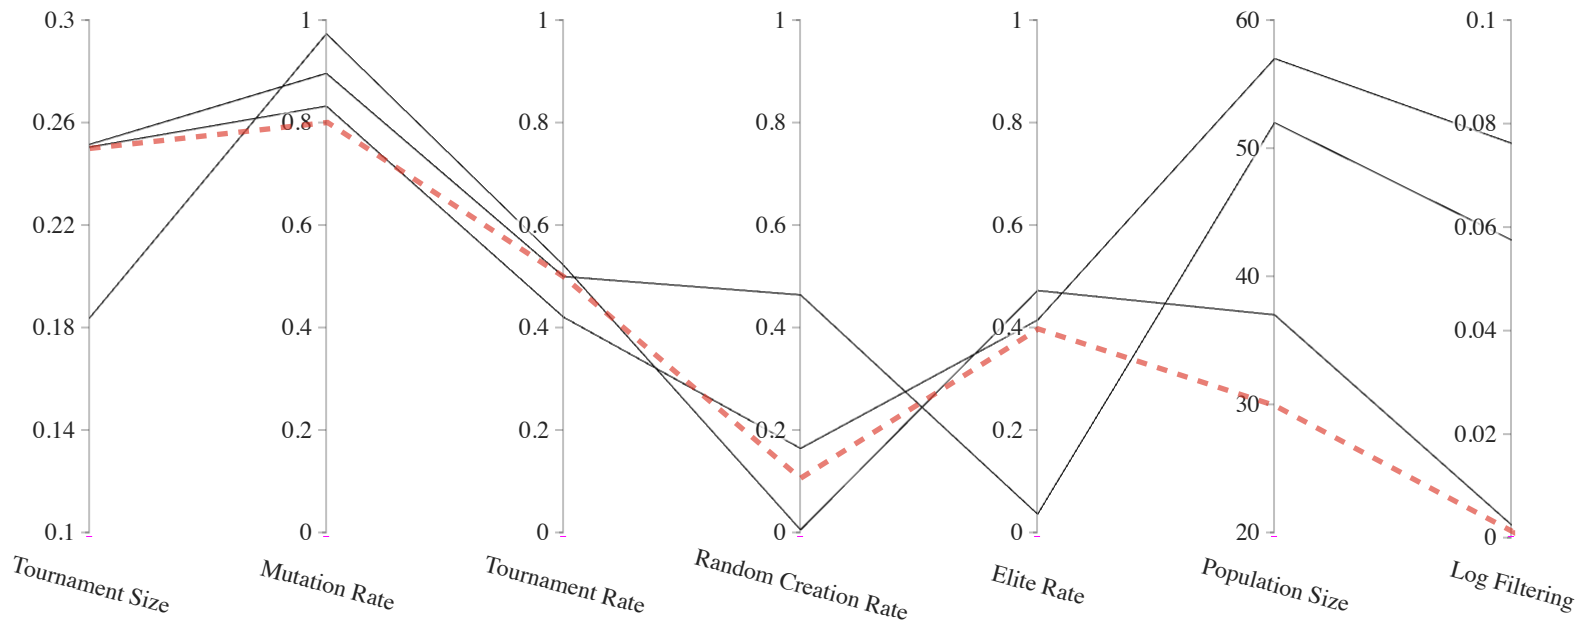 0.3 1 1 1 1 60 0.1
0.26 0.8 0.8 0.8 0.8 50 0.08
0.22 0.6 0.6 0.6 0.6 0.06
0.18 0.4 0.4 0.4 0.4 40 0.04
0.14 0.2 0.2 0.2 0.2 30 0.02
0.1 0 0 0 0 20 0
Tournament Size
Mutation Rate
Tournament Rate
Random Creation Rate
Elite Rate
Population Size
Log Filtering